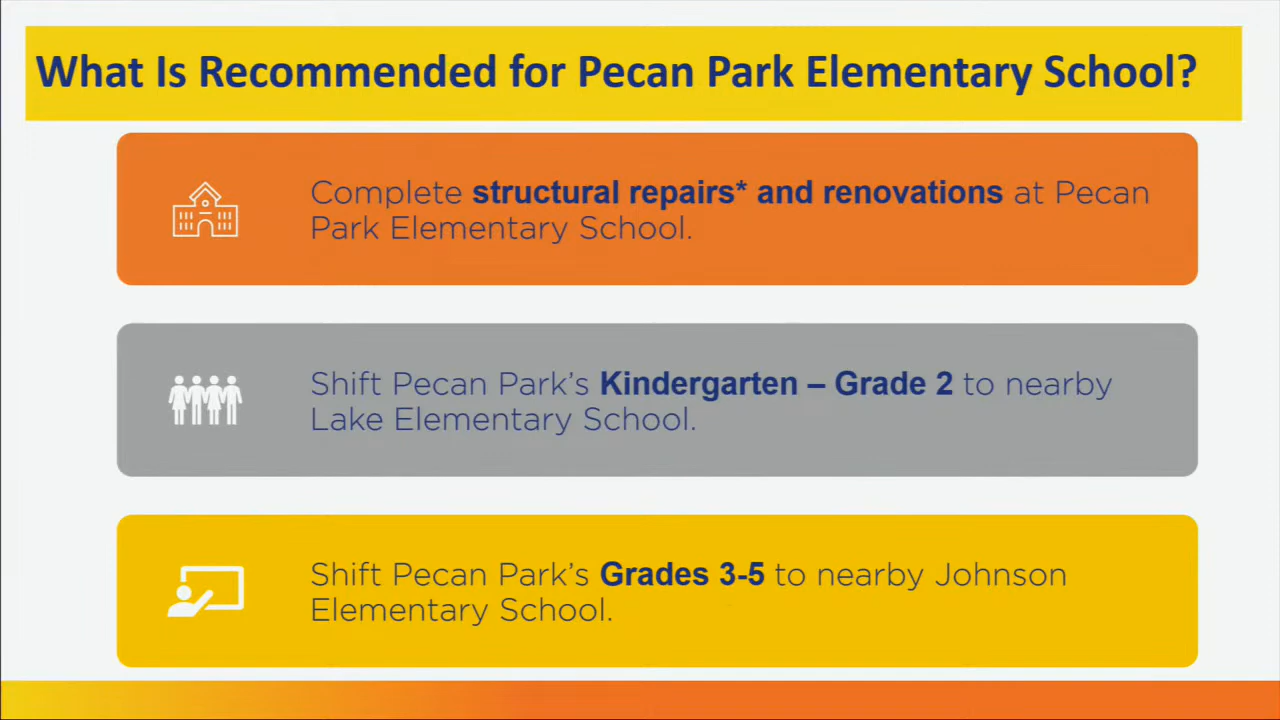 What Is Recommended for Pecan Park Elementary School?
Complete structural repairs* and renovations at Pecan
Park Elementary School.
Shift Pecan Park’s Kindergarten – Grade 2 to nearby
Lake Elementary School.
Shift Pecan Park’s Grades 3-5 to nearby Johnson
Elementary School.